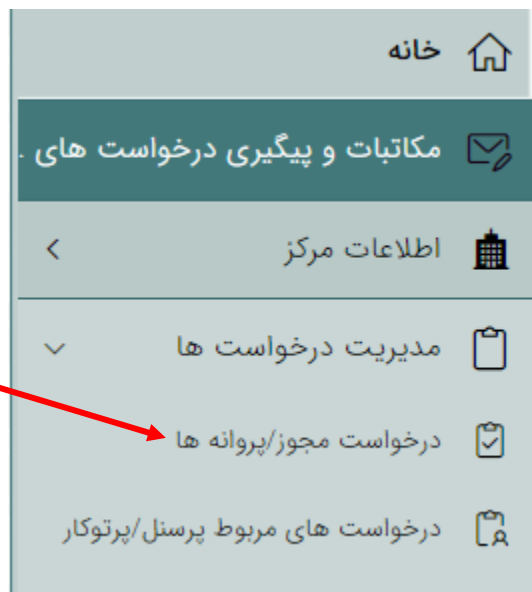 خانه
مکاتبات و پیگیری درخواست های .
اطلاعات مرکز
مدیریت درخواست ها
درخواست مجوز/پروانه ها
درخواست های مربوط پرسنل/پرتوکار